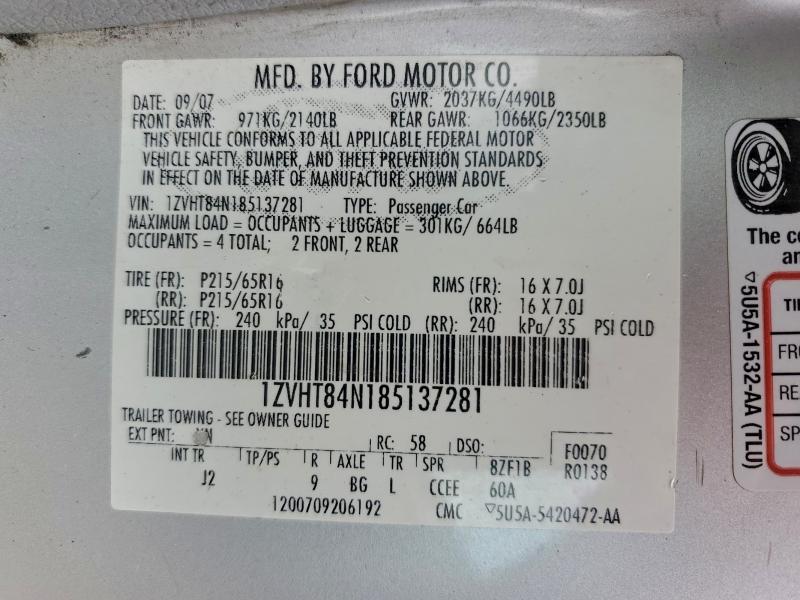 MFD. BY FORD MOTOR CO.
DATE: 09/07 GVWR: 2037KG/4490LB
FRONT GAWR: 971KG/2140LB REAR GAWR: 1066KG/2350LB
THIS VEHICLE CONFORMS TO ALL APPLICABLE FEDERAL MOTOR
VEHICLE SAFETY, BUMPER, AND THEFT PREVENTION STANDARDS
IN EFFECT ON THE DATE OF MANUFACTURE SHOWN ABOVE.
VIN: 1ZVHT84N185137281 TYPE: Passenger Car
MAXIMUM LOAD = OCCUPANTS + LUGGAGE = 301KG/ 664LB
OCCUPANTS = 4 TOTAL; 2 FRONT, 2 REAR
TIRE (FR): P215/65R16 RIMS (FR): 16 X 7.0J
(RR): P215/65R16 (RR): 16 X 7.0J
PRESSURE (FR): 240 kPa/ 35 PSI COLD (RR): 240 kPa/ 35 PSI COLD
1ZVHT84N185137281
TRAILER TOWING - SEE OWNER GUIDE
EXT PNT: RC: 58 DSO: F0070
INT TR TP/PS R AXLE TR SPR 8ZF1B R0138
J2 9 BG L CCEE 60A
1200709206192 CMC ▽5U5A-5420472-AA
The co
an
TI
FRO
REA
SP
▽5U5A-1532-AA (TLU)